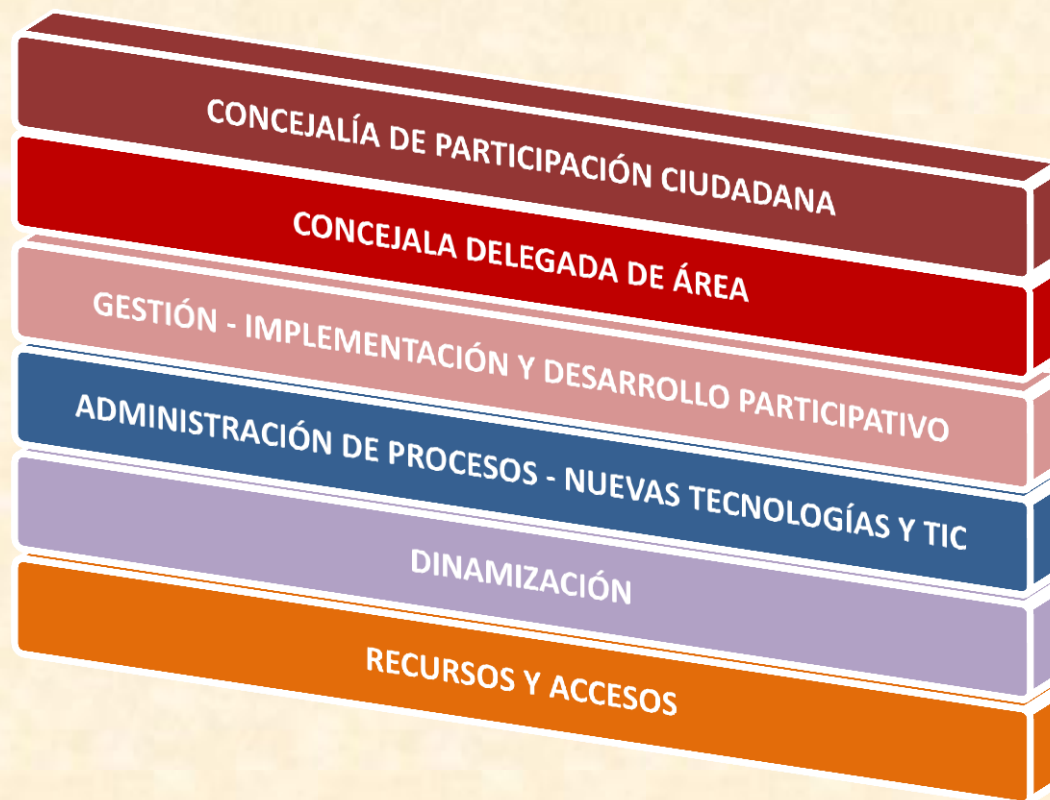 CONCEJALÍA DE PARTICIPACIÓN CIUDADANA
CONCEJALA DELEGADA DE ÁREA
GESTIÓN - IMPLEMENTACIÓN Y DESARROLLO PARTICIPATIVO
ADMINISTRACIÓN DE PROCESOS - NUEVAS TECNOLOGÍAS Y TIC
DINAMIZACIÓN
RECURSOS Y ACCESOS